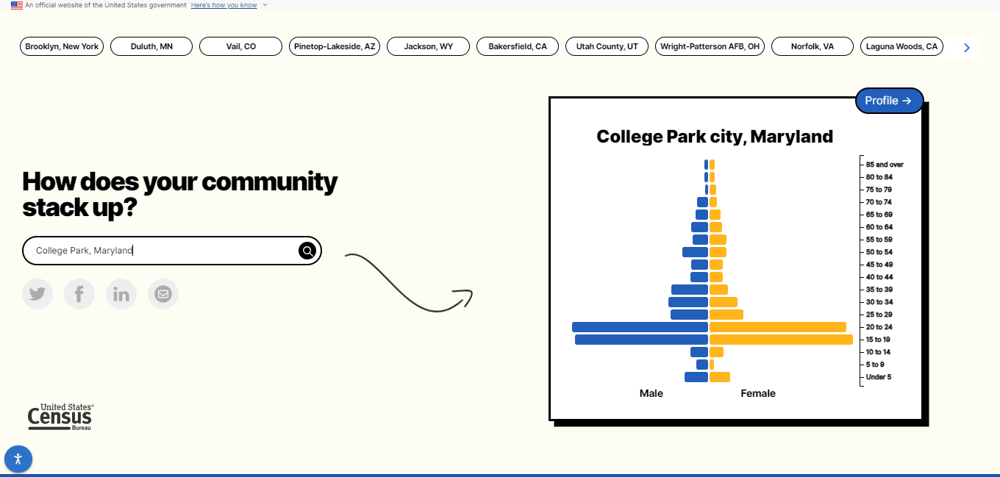 An official website of the United States government Here's how you know
Brooklyn, New York
Duluth, MN
Vail, CO
Pinetop-Lakeside, AZ
Jackson, WY
Bakersfield, CA
Utah County, UT
Wright-Patterson AFB, OH
Norfolk, VA
Laguna Woods, CA
How does your community
stack up?
College Park, Maryland
United States®
Census
Bureau
Profile →
College Park city, Maryland
85 and over
80 to 84
75 to 79
70 to 74
65 to 69
60 to 64
55 to 59
50 to 54
45 to 49
40 to 44
35 to 39
30 to 34
25 to 29
20 to 24
15 to 19
10 to 14
5 to 9
Under 5
Male Female